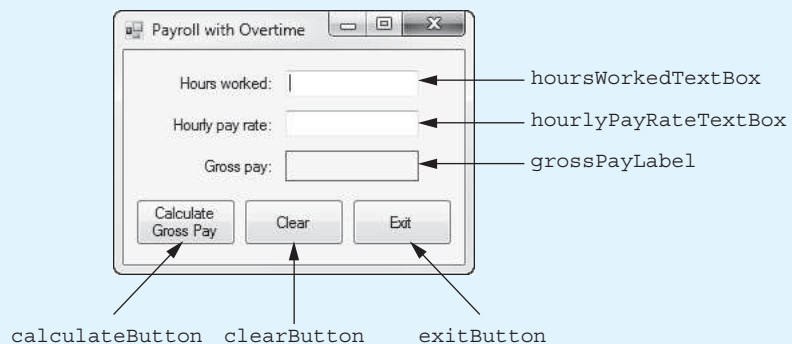 Payroll with Overtime
Hours worked:
hoursWorkedTextBox
Hourly pay rate:
hourlyPayRateTextBox
Gross pay:
grossPayLabel
Calculate
Gross Pay
Clear
Exit
calculateButton
clearButton
exitButton